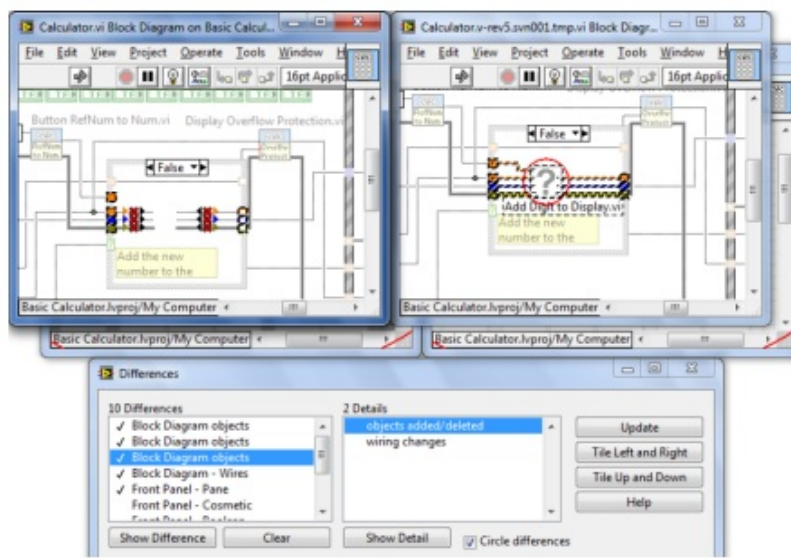 Calculator.vi Block Diagram on Basic Calcul...
File Edit View Project Operate Tools Window H
16pt Applic
Button RefNum to Num.vi Display Overflow Protection.vi
RefNum
to Num
False
Add the new
number to the
Basic Calculator.lvproj/My Computer
Basic Calculator.lvproj/My Computer
Calculator.v-rev5.svn001.tmp.vi Block Diagr...
File Edit View Project Operate Tools Window H
16pt Applic
False
?
Add Digit to Display.vi
Add the new
number to the
Basic Calculator.lvproj/My Computer
Basic Calculator.lvproj/My Computer
Differences
10 Differences
Block Diagram objects
Block Diagram objects
Block Diagram objects
Block Diagram - Wires
Front Panel - Pane
Front Panel - Cosmetic
Front Panel - Boolean
Show Difference
Clear
2 Details
objects added/deleted
wiring changes
Show Detail
Circle differences
Update
Tile Left and Right
Tile Up and Down
Help